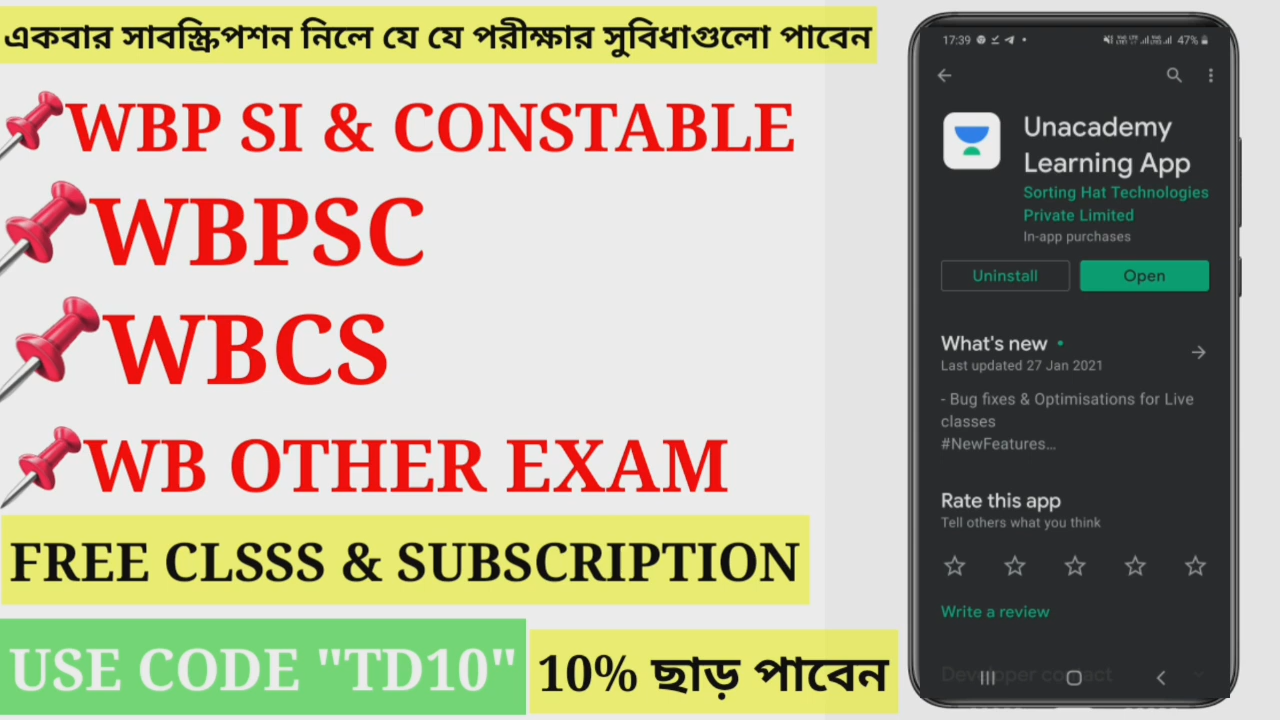 একবার সাবস্ক্রিপশন নিলে যে যে পরীক্ষার সুবিধাগুলো পাবেন
WBP SI & CONSTABLE
WBPSC
WBCS
WB OTHER EXAM
FREE CLSSS & SUBSCRIPTION
USE CODE "TD10"
10% ছাড় পাবেন
17:39
47%
Unacademy
Learning App
Sorting Hat Technologies
Private Limited
In-app purchases
Uninstall
Open
What's new
Last updated 27 Jan 2021
- Bug fixes & Optimisations for Live
classes
#NewFeatures...
Rate this app
Tell others what you think
Write a review
Developer contact